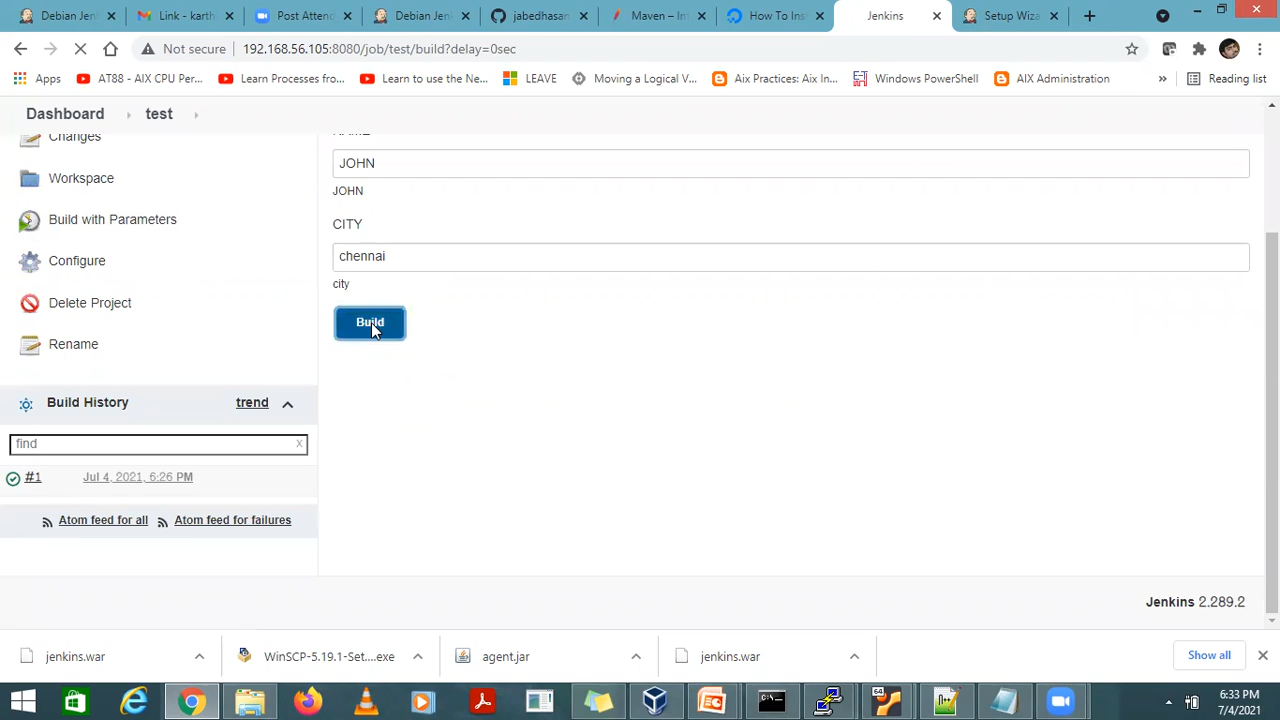 Debian Jen
Link - karth
Post Attend
Debian Jenk
jabedhasan
Maven – Int
How To Inst
Jenkins
Setup Wiza
Not secure
192.168.56.105:8080/job/test/build?delay=0sec
Apps
AT88 - AIX CPU Per...
Learn Processes fro...
Learn to use the Ne...
LEAVE
Moving a Logical V...
Aix Practices: Aix In...
Windows PowerShell
AIX Administration
»
Reading list
Dashboard
test
Changes
NAME
JOHN
JOHN
Workspace
Build with Parameters
CITY
chennai
Configure
city
Delete Project
Build
Rename
Build History
trend
find
x
#1
Jul 4, 2021, 6:26 PM
Atom feed for all
Atom feed for failures
Jenkins 2.289.2
jenkins.war
WinSCP-5.19.1-Set....exe
agent.jar
jenkins.war
Show all
64
6:33 PM
7/4/2021